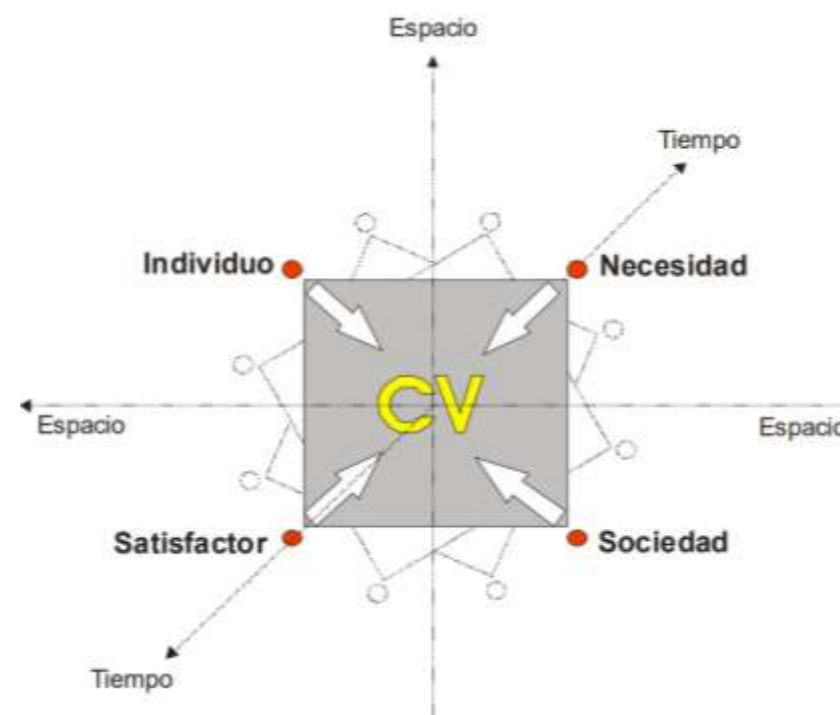 Espacio
Tiempo
Individuo
Necesidad
CV
Espacio
Espacio
Satisfactor
Sociedad
Tiempo